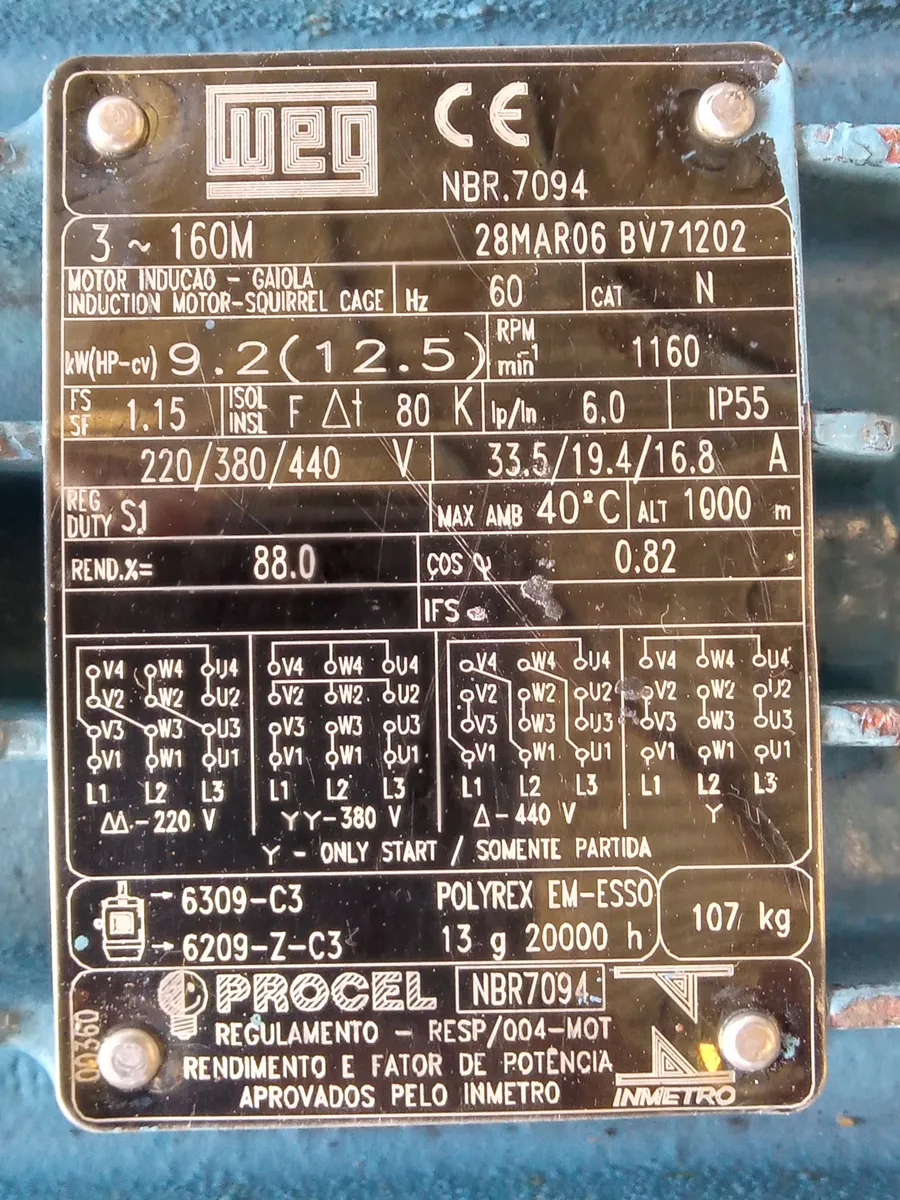 weg CE
NBR.7094
3 ~ 160M 28MAR06 BV71202
MOTOR INDUCAO - GAIOLA
INDUCTION MOTOR-SQUIRREL CAGE Hz 60 CAT N
kW(HP-cv) 9.2(12.5) RPM min⁻¹ 1160
FS SF 1.15 ISOL INSL F Δt 80 K Ip/In 6.0 IP55
220/380/440 V 33.5/19.4/16.8 A
REG DUTY S1 MAX AMB 40°C ALT 1000 m
REND.%= 88.0 COS φ 0.82
IFS
V4 W4 U4 V4 W4 U4 V4 W4 U4 V4 W4 U4
V2 W2 U2 V2 W2 U2 V2 W2 U2 V2 W2 U2
V3 W3 U3 V3 W3 U3 V3 W3 U3 V3 W3 U3
V1 W1 U1 V1 W1 U1 V1 W1 U1 V1 W1 U1
L1 L2 L3 L1 L2 L3 L1 L2 L3 L1 L2 L3
ΔΔ - 220 V YY - 380 V Δ - 440 V Y
Y - ONLY START / SOMENTE PARTIDA
6309-C3 POLYREX EM-ESSO
6209-Z-C3 13 g 20000 h 107 kg
PROCEL NBR7094
REGULAMENTO - RESP/004-MOT
RENDIMENTO E FATOR DE POTÊNCIA
APROVADOS PELO INMETRO
INMETRO
00360